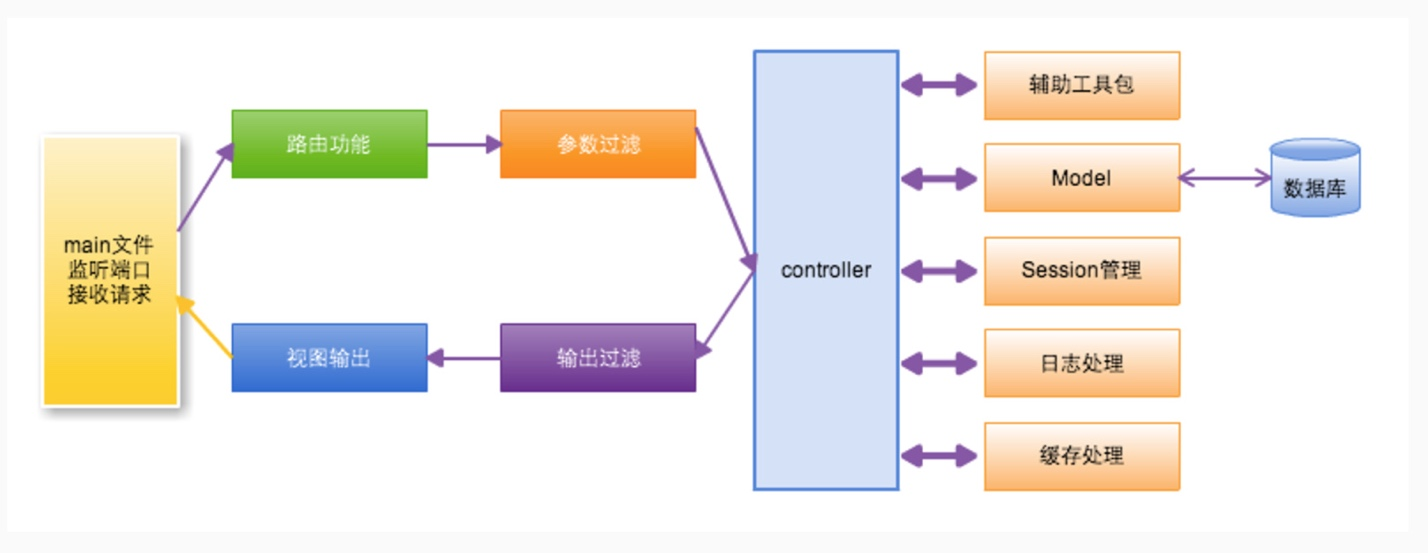 main文件
监听端口
接收请求
路由功能
参数过滤
视图输出
输出过滤
controller
辅助工具包
Model
数据库
Session管理
日志处理
缓存处理